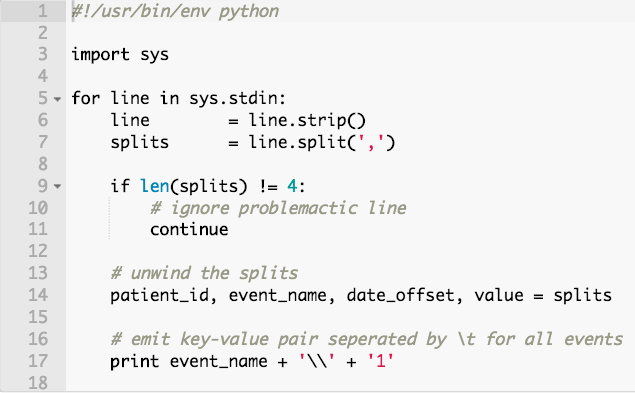 1 #!/usr/bin/env python
2
3 import sys
4
5 for line in sys.stdin:
6     line        = line.strip()
7     splits      = line.split(',')
8
9     if len(splits) != 4:
10         # ignore problemactic line
11         continue
12
13     # unwind the splits
14     patient_id, event_name, date_offset, value = splits
15
16     # emit key-value pair seperated by \t for all events
17     print event_name + '\\' + '1'
18